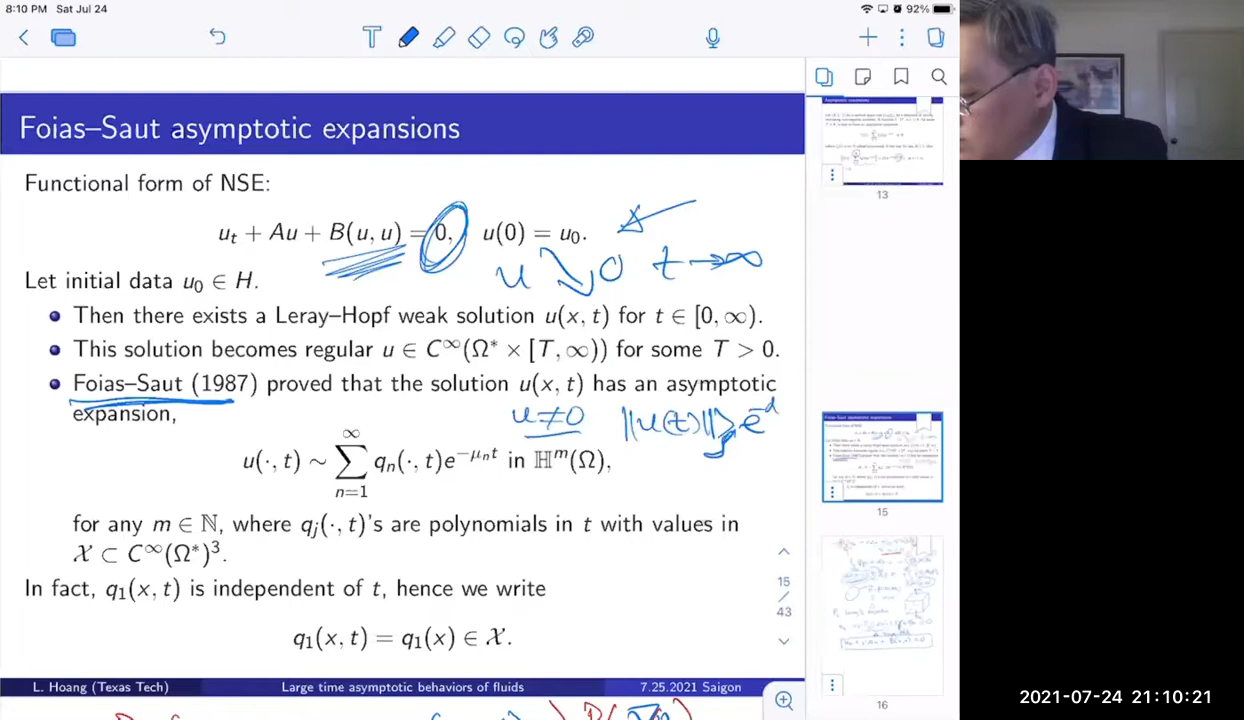 8:10 PM Sat Jul 24
92%
Foias–Saut asymptotic expansions
Functional form of NSE:
u_t + Au + B(u, u) = 0, u(0) = u_0.
u ↘ 0 t → ∞
Let initial data u_0 ∈ H.
• Then there exists a Leray–Hopf weak solution u(x, t) for t ∈ [0, ∞).
• This solution becomes regular u ∈ C^∞(Ω* × [T, ∞)) for some T > 0.
• Foias–Saut (1987) proved that the solution u(x, t) has an asymptotic
expansion,
u ≠ 0 ||u(t)|| ≥ e^-d
u(·, t) ∼ ∑_{n=1}^{∞} q_n(·, t)e^{−μ_n t} in ℍ^m(Ω),
for any m ∈ ℕ, where q_j(·, t)'s are polynomials in t with values in
𝒳 ⊂ C^∞(Ω*)^3.
In fact, q_1(x, t) is independent of t, hence we write
q_1(x, t) = q_1(x) ∈ 𝒳.
L. Hoang (Texas Tech) Large time asymptotic behaviors of fluids 7.25.2021 Saigon
15
/
43
13
15
16
2021-07-24 21:10:21